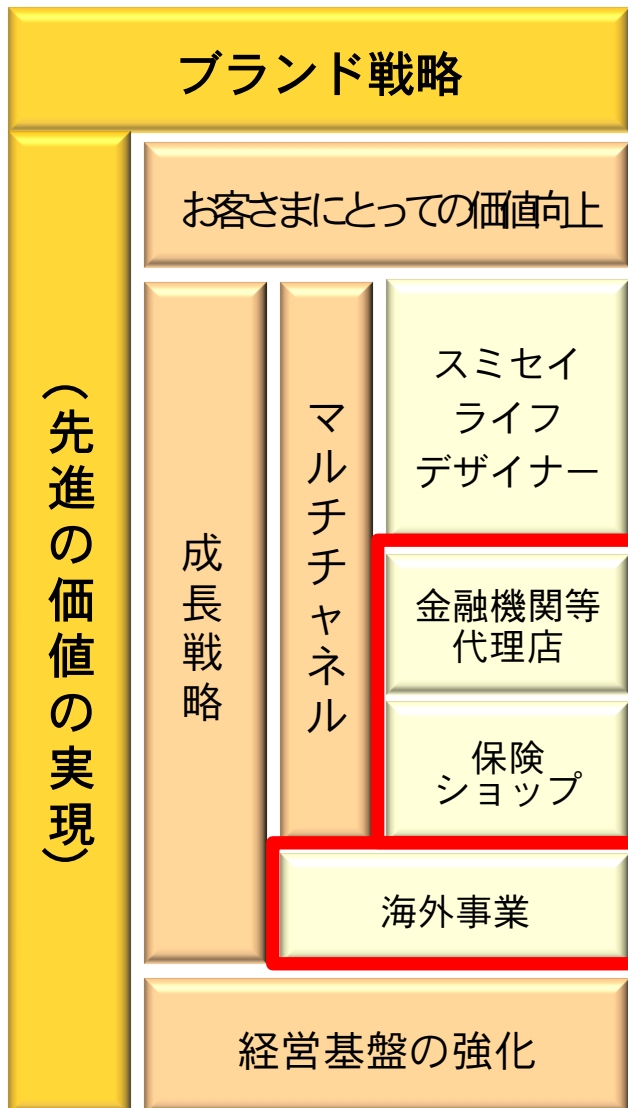 ブランド戦略
(先進の価値の実現)
お客さまにとっての価値向上
成長戦略
マルチチャネル
スミセイ
ライフ
デザイナー
金融機関等
代理店
保険
ショップ
海外事業
経営基盤の強化